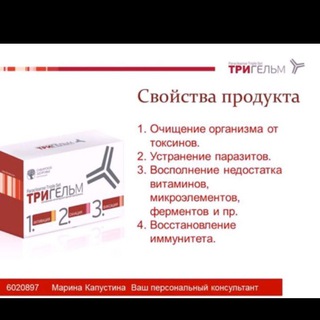 ТРИГЕЛЬМ
Свойства продукта
1. Очищение организма от
токсинов.
2. Устранение паразитов.
3. Восполнение недостатка
витаминов,
микроэлементов,
ферментов и пр.
4. Восстановление
иммунитета.
ТРИГЕЛЬМ
1. 2. 3.
6020897 Марина Капустина Ваш персональный консультант